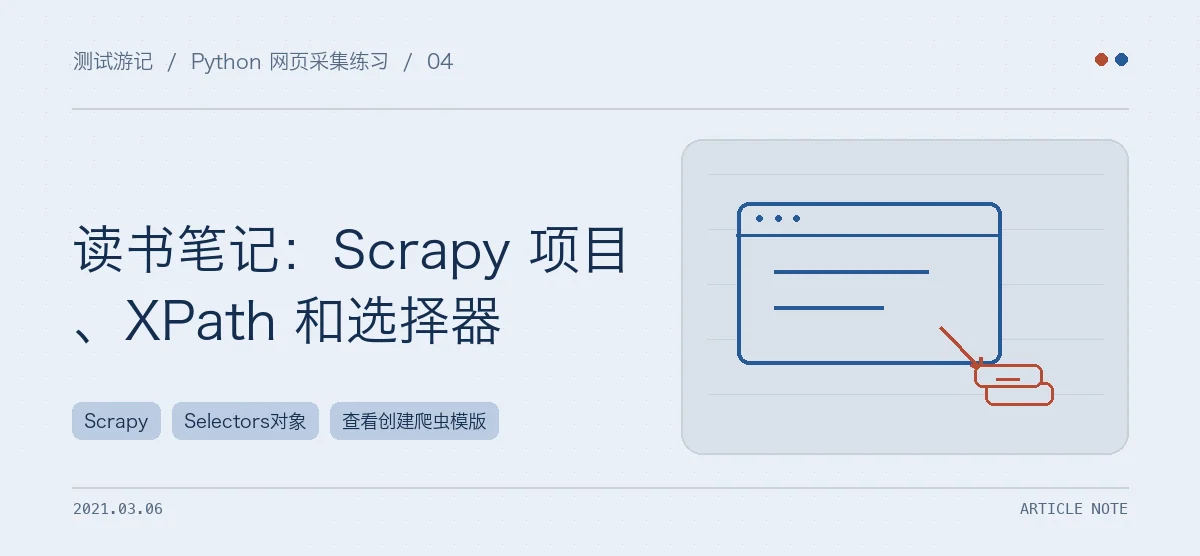 测试游记 / Python 网页采集练习 / 04
读书笔记：Scrapy 项目
、XPath 和选择器
Scrapy Selectors对象 查看创建爬虫模版
2021.03.06
ARTICLE NOTE